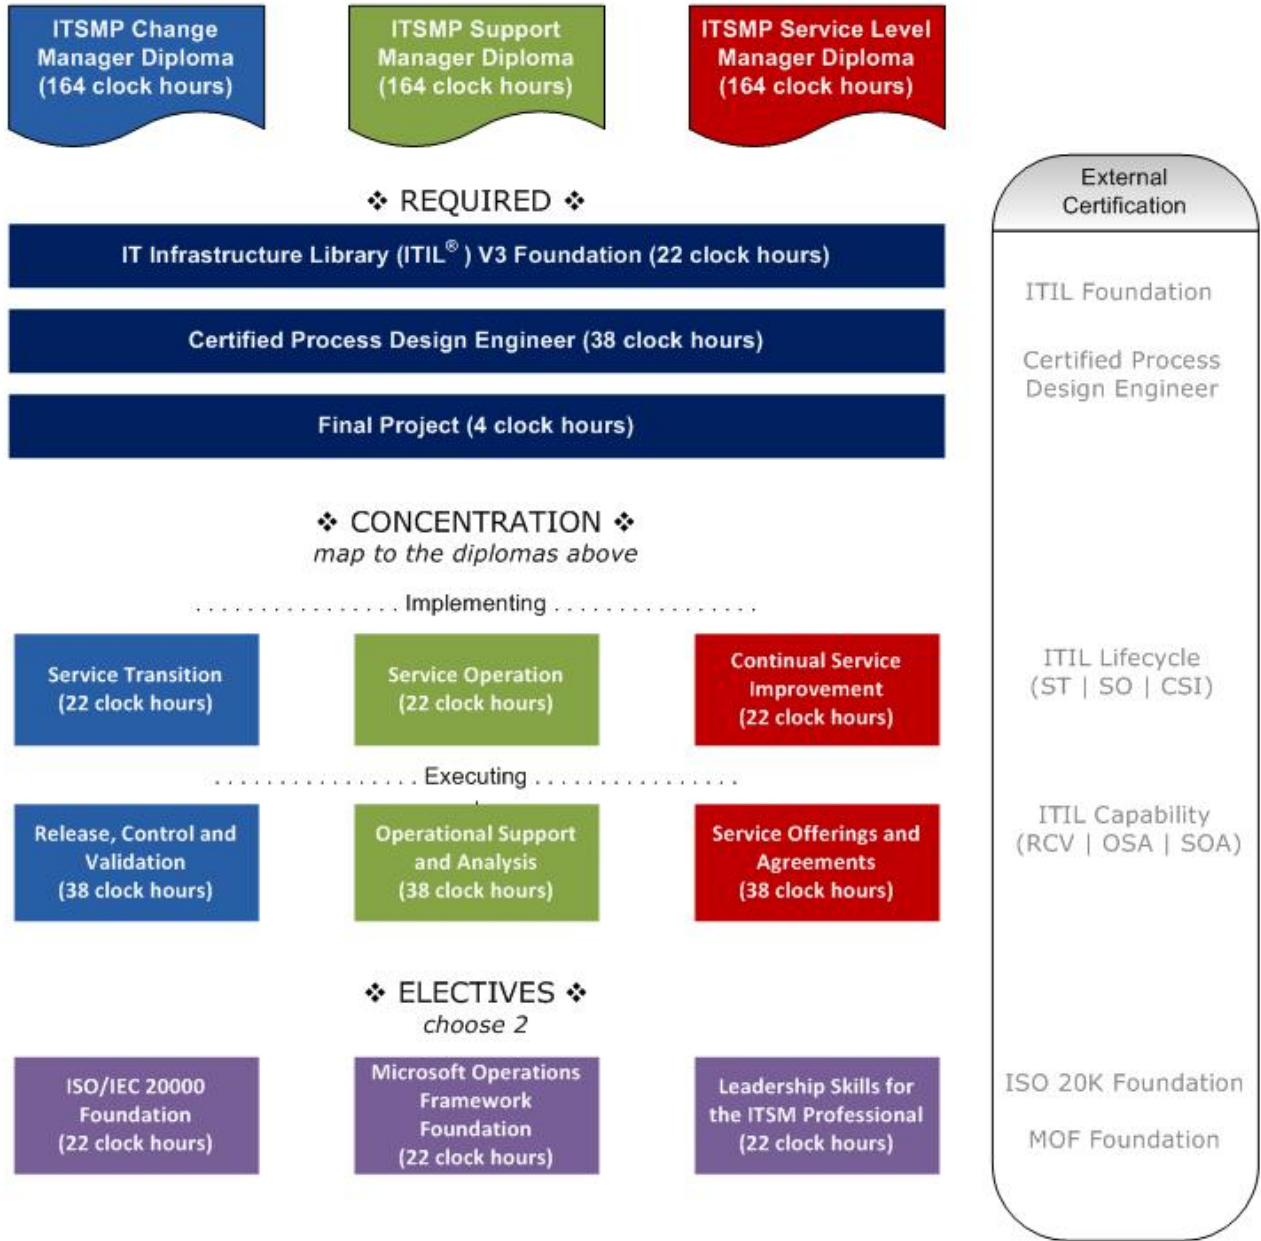 ITSMP Change
Manager Diploma
(164 clock hours)
ITSMP Support
Manager Diploma
(164 clock hours)
ITSMP Service Level
Manager Diploma
(164 clock hours)
❖ REQUIRED ❖
IT Infrastructure Library (ITIL® ) V3 Foundation (22 clock hours)
Certified Process Design Engineer (38 clock hours)
Final Project (4 clock hours)
❖ CONCENTRATION ❖
map to the diplomas above
. . . . . . . . . . . . . . . . Implementing . . . . . . . . . . . . . . . .
Service Transition
(22 clock hours)
Service Operation
(22 clock hours)
Continual Service
Improvement
(22 clock hours)
. . . . . . . . . . . . . . . . Executing . . . . . . . . . . . . . . . .
Release, Control and
Validation
(38 clock hours)
Operational Support
and Analysis
(38 clock hours)
Service Offerings and
Agreements
(38 clock hours)
❖ ELECTIVES ❖
choose 2
ISO/IEC 20000
Foundation
(22 clock hours)
Microsoft Operations
Framework
Foundation
(22 clock hours)
Leadership Skills for
the ITSM Professional
(22 clock hours)
External
Certification
ITIL Foundation
Certified Process
Design Engineer
ITIL Lifecycle
(ST | SO | CSI)
ITIL Capability
(RCV | OSA | SOA)
ISO 20K Foundation
MOF Foundation